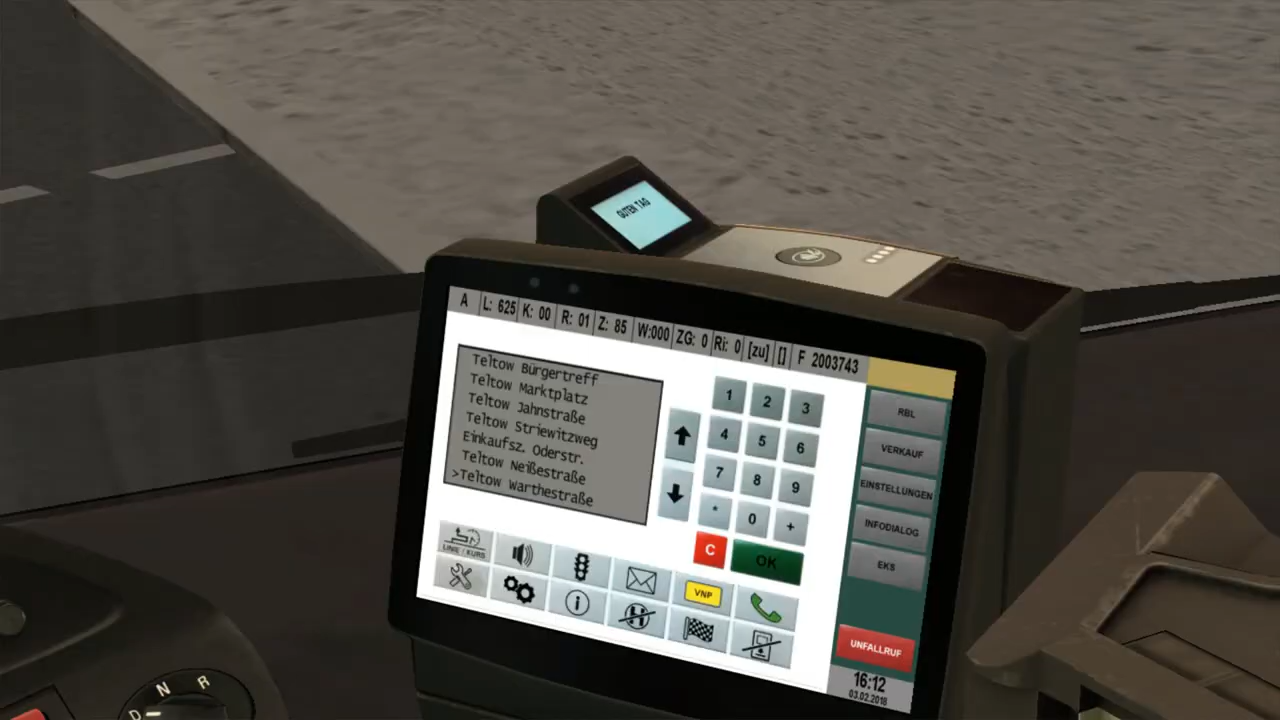 GUTEN TAG
A L: 625 K: 00 R: 01 Z: 85 W:000 ZG: 0 Ri: 0 [zu] [] F 2003743
Teltow Bürgertreff
Teltow Marktplatz
Teltow Jahnstraße
Teltow Striewitzweg
Einkaufsz. Oderstr.
Teltow Neißestraße
>Teltow Warthestraße
1 2 3
4 5 6
7 8 9
* 0 +
C OK
RBL
VERKAUF
EINSTELLUNGEN
INFODIALOG
EKS
UNFALLRUF
LINIE / KURS
VNP
i
H
16:12
03.02.2018
D N R